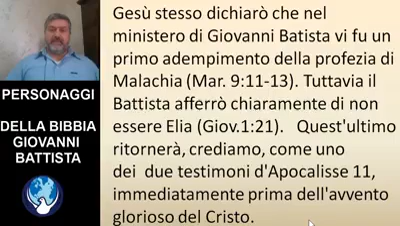 Gesù stesso dichiarò che nel
ministero di Giovanni Batista vi fu un
primo adempimento della profezia di
Malachia (Mar. 9:11-13). Tuttavia il
Battista afferrò chiaramente di non
essere Elia (Giov.1:21). Quest'ultimo
ritornerà, crediamo, come uno
dei due testimoni d'Apocalisse 11,
immediatamente prima dell'avvento
glorioso del Cristo.
PERSONAGGI
DELLA BIBBIA
GIOVANNI
BATTISTA